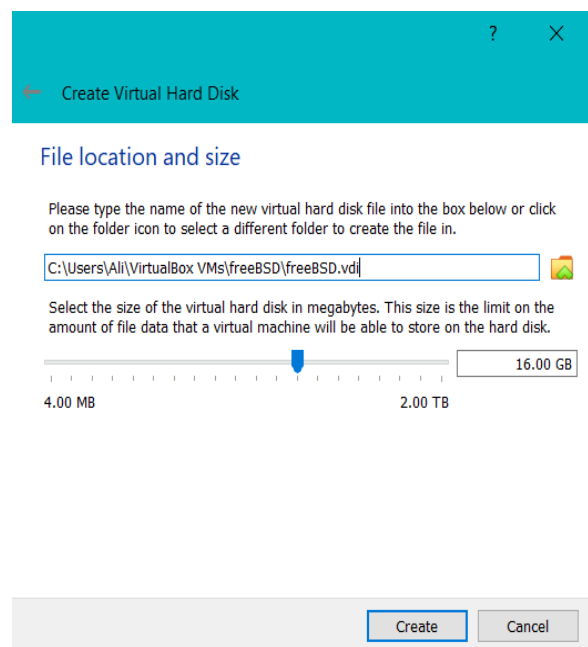 ?
Create Virtual Hard Disk
File location and size
Please type the name of the new virtual hard disk file into the box below or click
on the folder icon to select a different folder to create the file in.
C:\Users\Ali\VirtualBox VMs\freeBSD\freeBSD.vdi
Select the size of the virtual hard disk in megabytes. This size is the limit on the
amount of file data that a virtual machine will be able to store on the hard disk.
16.00 GB
4.00 MB 2.00 TB
Create Cancel